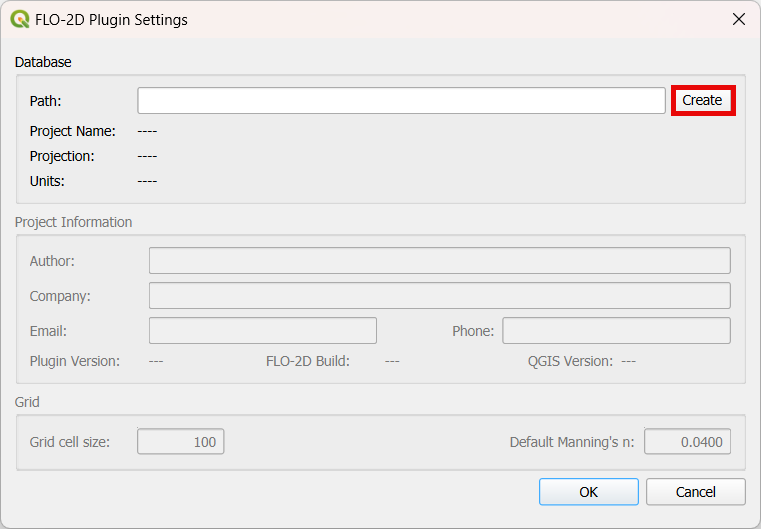 FLO-2D Plugin Settings
Database
Path: Create
Project Name: ----
Projection: ----
Units: ----
Project Information
Author:
Company:
Email: Phone:
Plugin Version: --- FLO-2D Build: --- QGIS Version: ---
Grid
Grid cell size: 100 Default Manning's n: 0.0400
OK Cancel